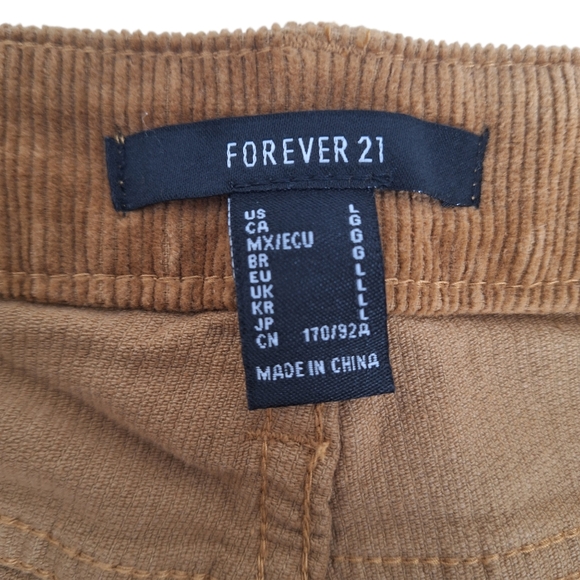 FOREVER 21
US L
CA G
MX/ECU G
BR G
EU L
UK L
KR L
JP L
CN 170/92A
MADE IN CHINA